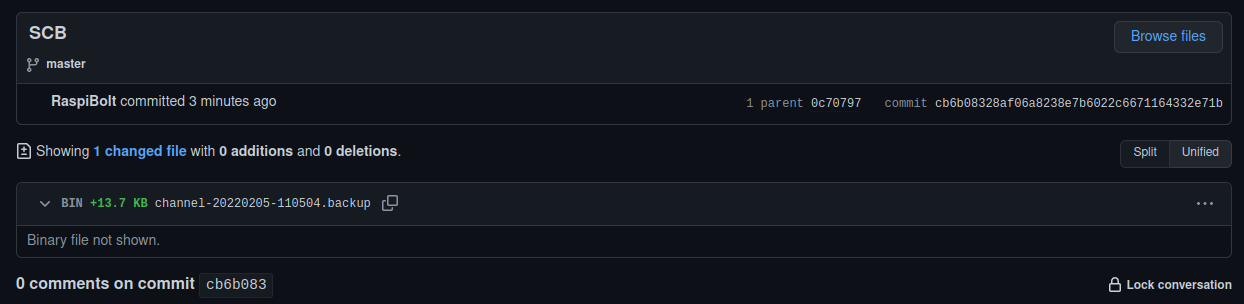 SCB
Browse files
master
RaspiBolt committed 3 minutes ago
1 parent 0c70797 commit cb6b08328af06a8238e7b6022c6671164332e71b
Showing 1 changed file with 0 additions and 0 deletions.
Split Unified
BIN +13.7 KB channel-20220205-110504.backup
Binary file not shown.
0 comments on commit cb6b083
Lock conversation